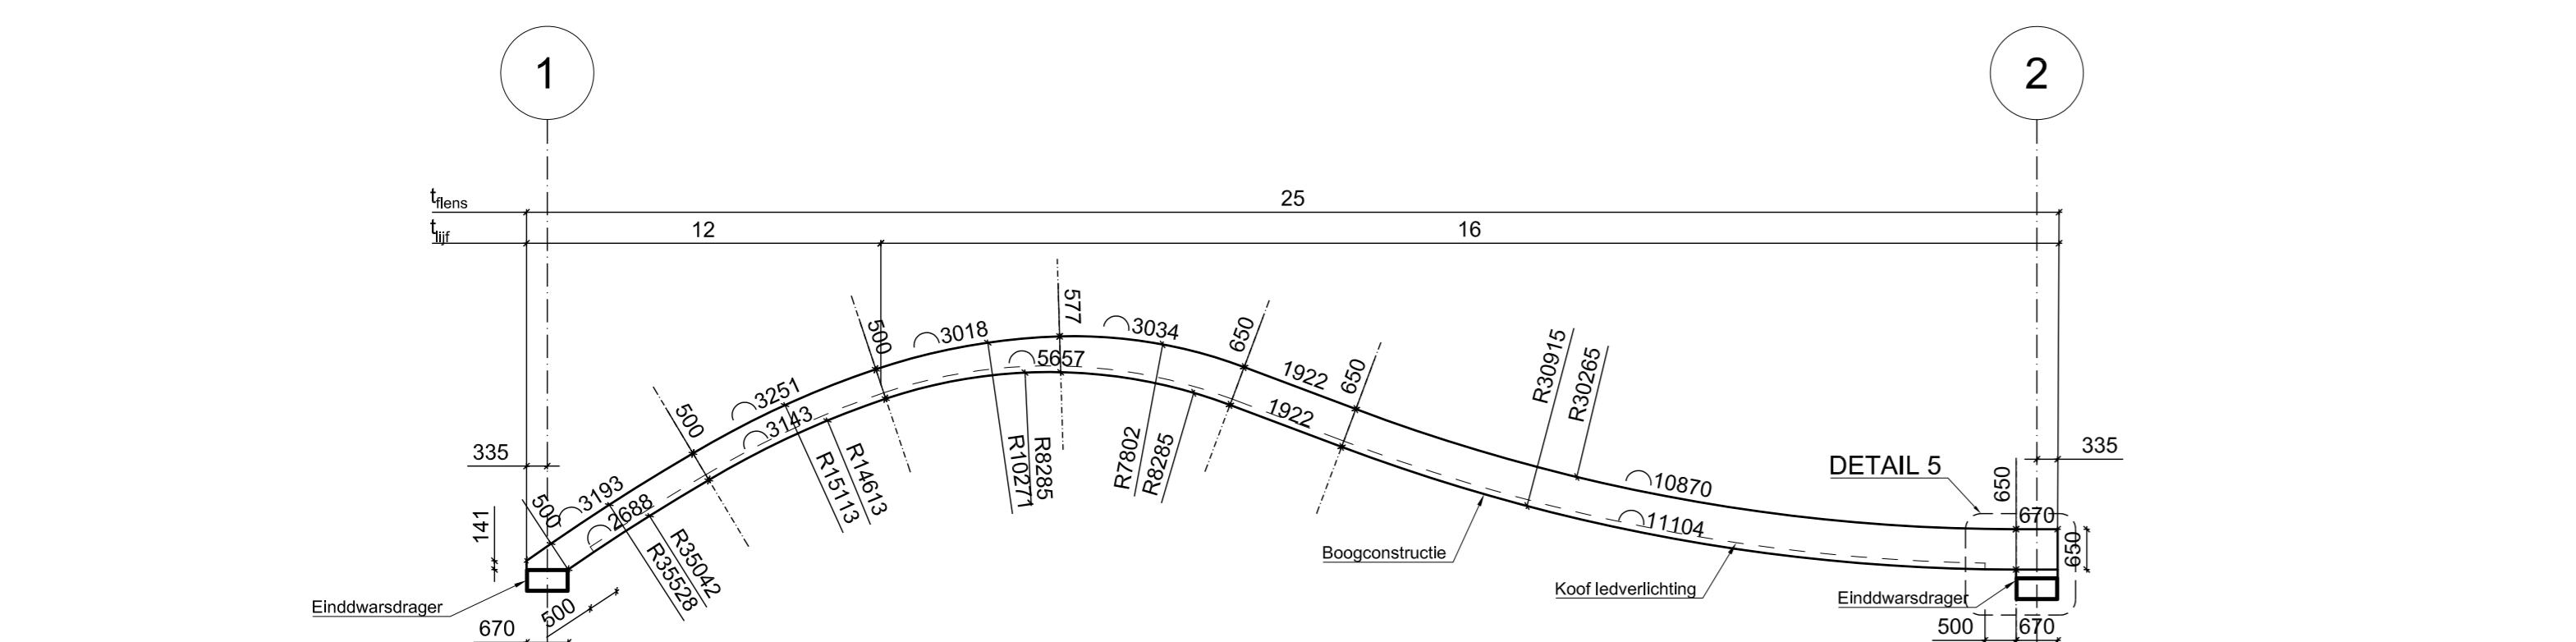 1
2
t flens
25
t lijf
12
16
577
500
3018
3034
650
5657
1922
650
R30915
R30265
3251
500
3143
1922
335
335
R7802
R8285
R10271
R8285
R14613
R15113
DETAIL 5
10870
650
3193
500
2688
141
11104
670
650
R35042
R35528
Boogconstructie
Koof ledverlichting
Einddwarsdrager
Einddwarsdrager
500
670
500
670